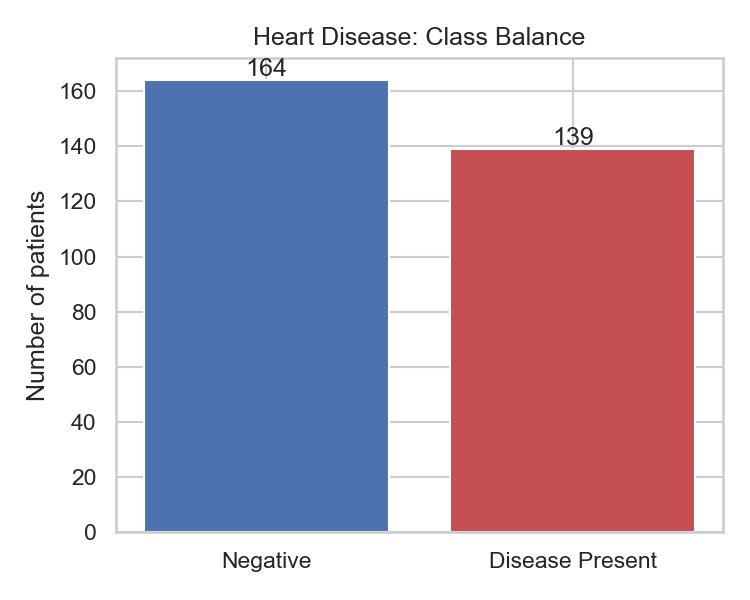 Heart Disease: Class Balance
164
139
160
140
120
100
80
60
40
20
0
Number of patients
Negative
Disease Present